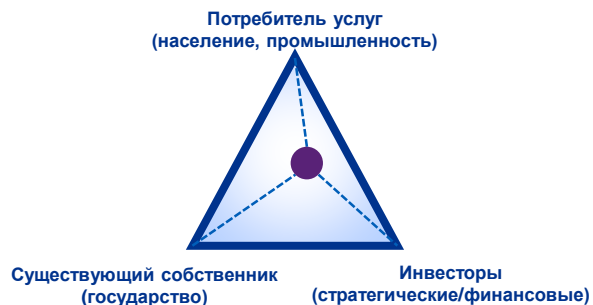 Потребитель услуг
(население, промышленность)
Существующий собственник
(государство)
Инвесторы
(стратегические/финансовые)